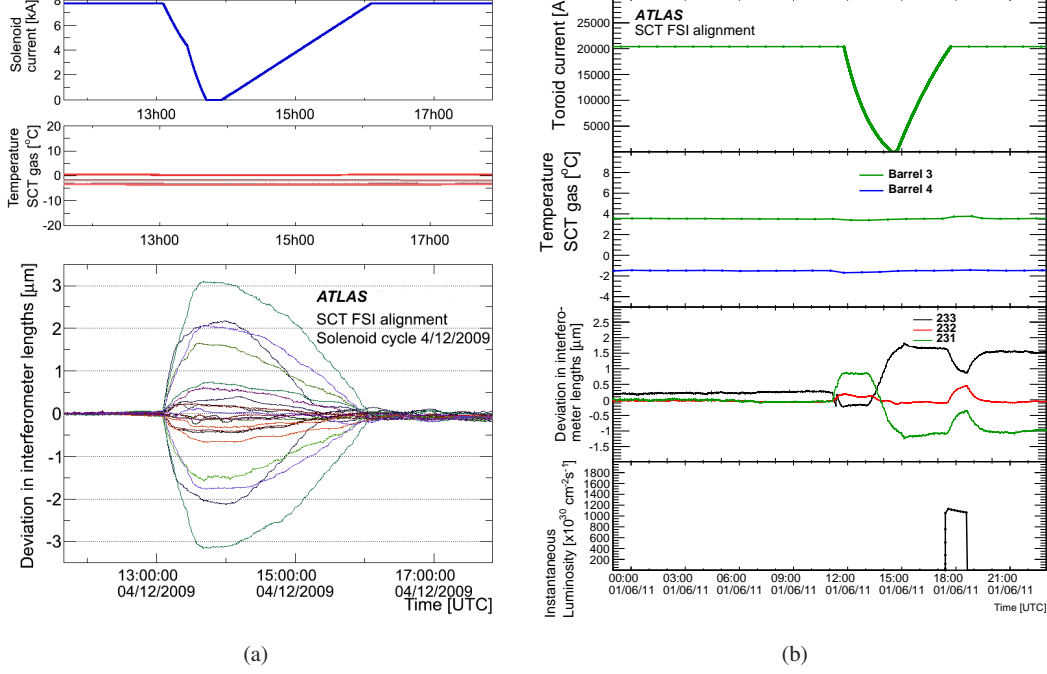 8
6
4
2
0
Solenoid
current [kA]
13h00
15h00
17h00
20
10
0
-10
-20
Temperature
SCT gas [°C]
13h00
15h00
17h00
3
2
1
0
-1
-2
-3
Deviation in interferometer lengths [μm]
ATLAS
SCT FSI alignment
Solenoid cycle 4/12/2009
13:00:00
04/12/2009
15:00:00
04/12/2009
17:00:00
04/12/2009
Time [UTC]
(a)
25000
20000
15000
10000
5000
Toroid current [A]
ATLAS
SCT FSI alignment
8
6
4
2
0
-2
-4
Temperature
SCT gas [°C]
Barrel 3
Barrel 4
2.5
2
1.5
1
0.5
0
-0.5
-1
-1.5
Deviation in interfero-
meter lengths [μm]
233
232
231
1800
1600
1400
1200
1000
800
600
400
200
Instantaneous
Luminosity [x10³⁰ cm⁻²s⁻¹]
00:00
01/06/11
03:00
01/06/11
06:00
01/06/11
09:00
01/06/11
12:00
01/06/11
15:00
01/06/11
18:00
01/06/11
21:00
01/06/11
Time [UTC]
(b)